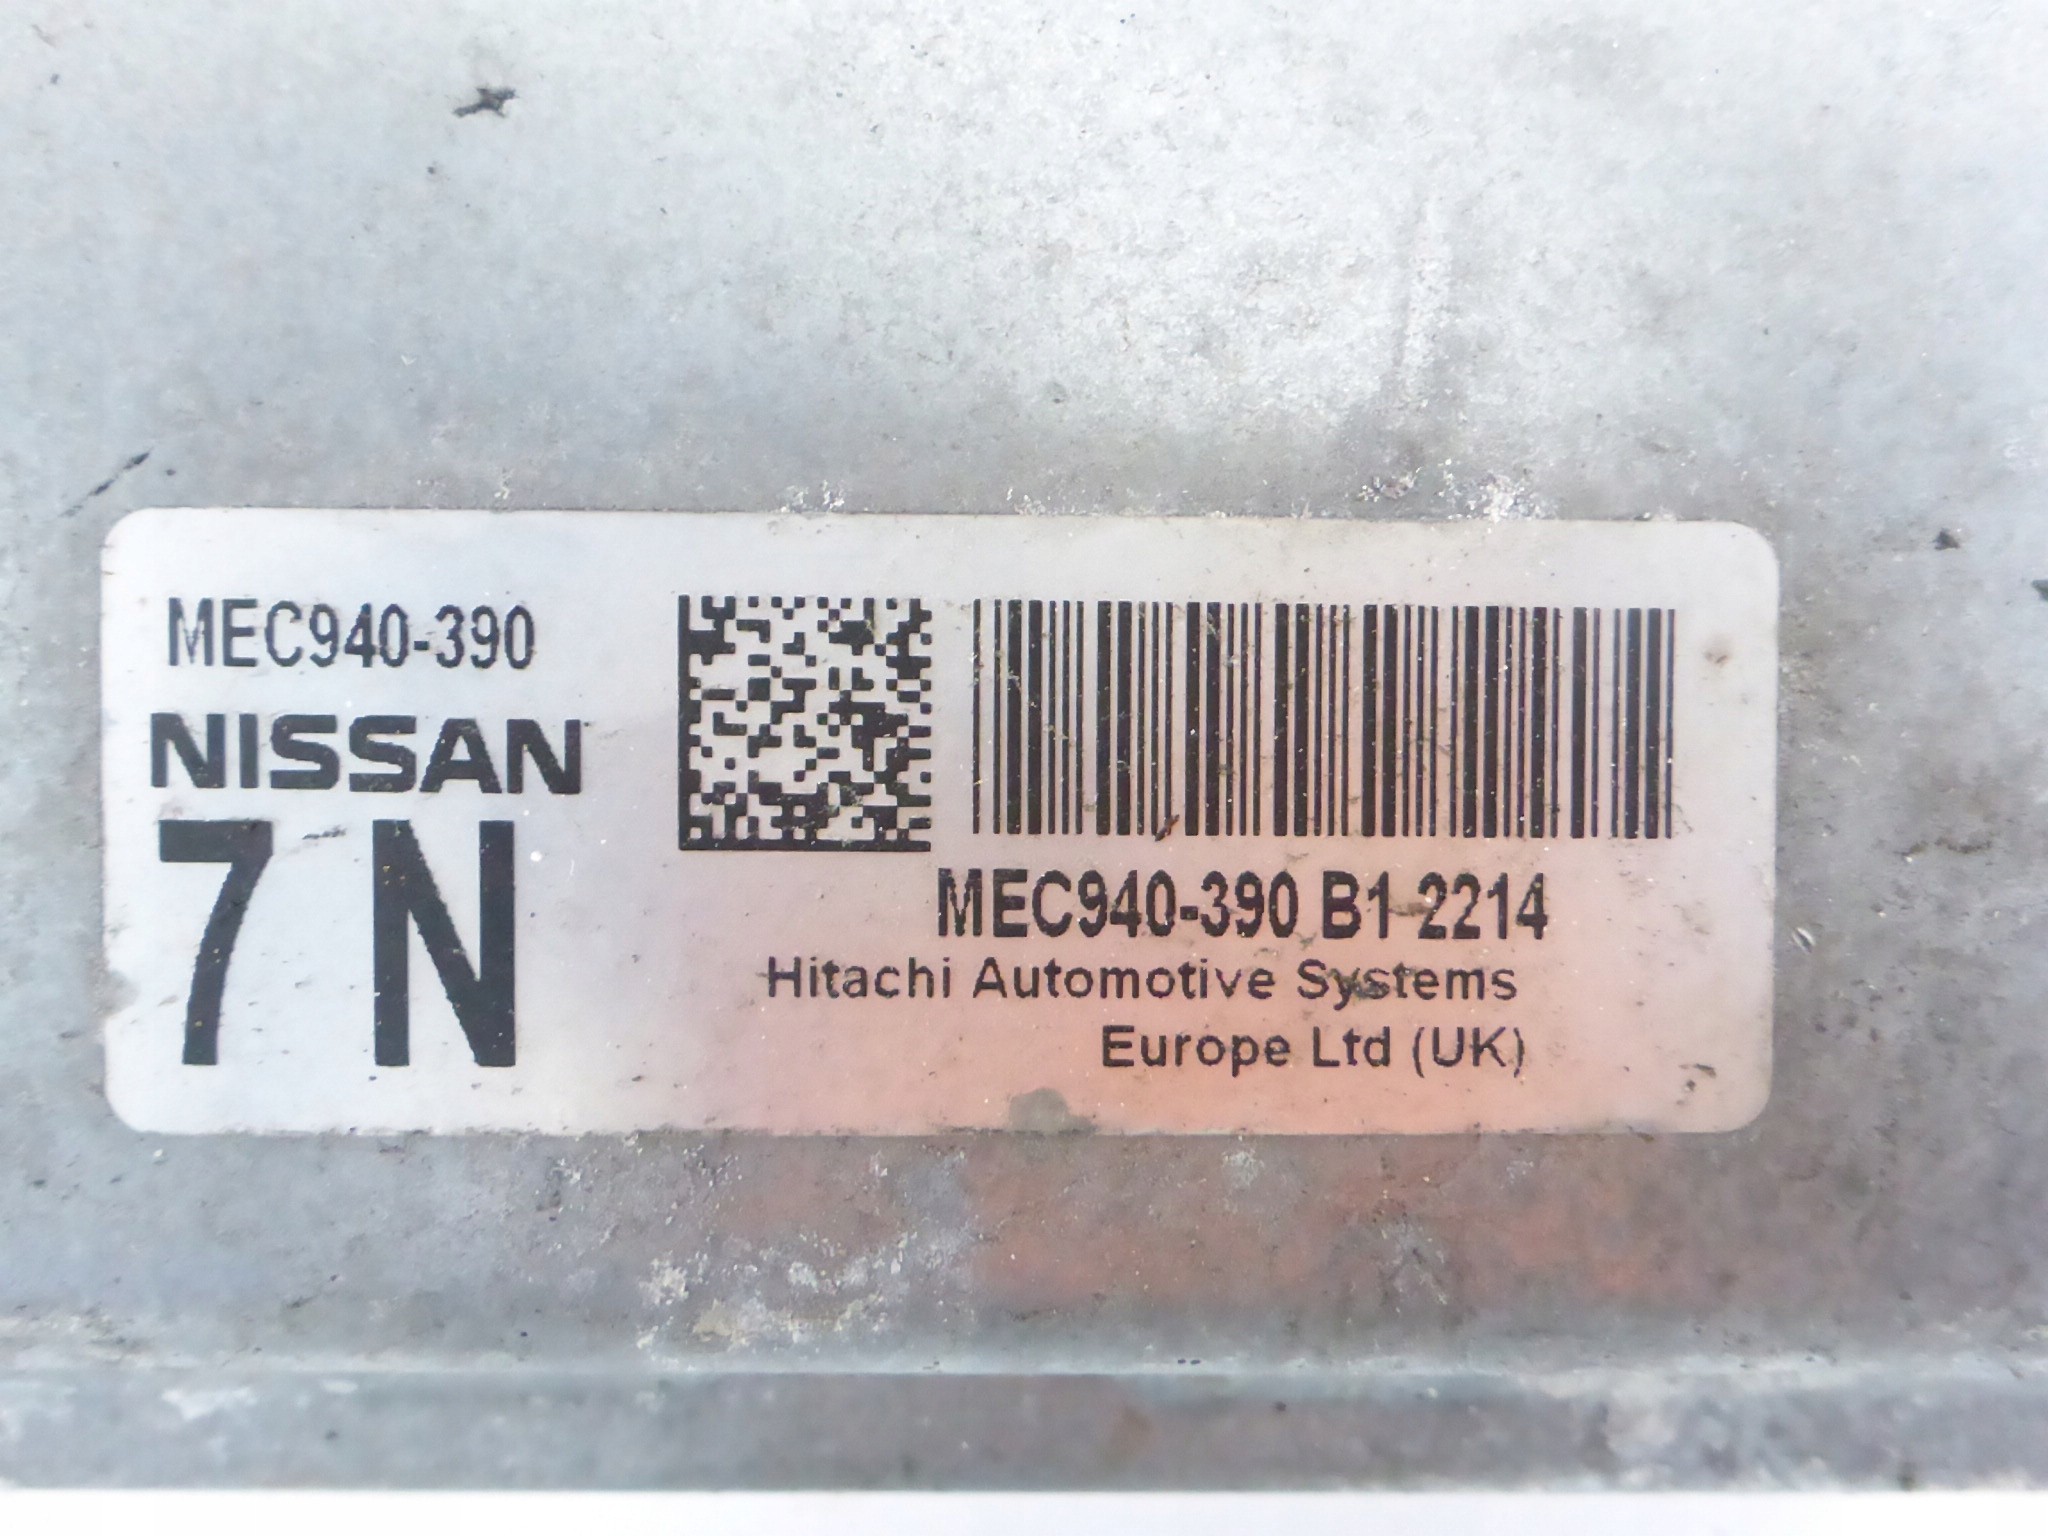 MEC940-390
NISSAN
7 N
MEC940-390 B1 2214
Hitachi Automotive Systems
Europe Ltd (UK)